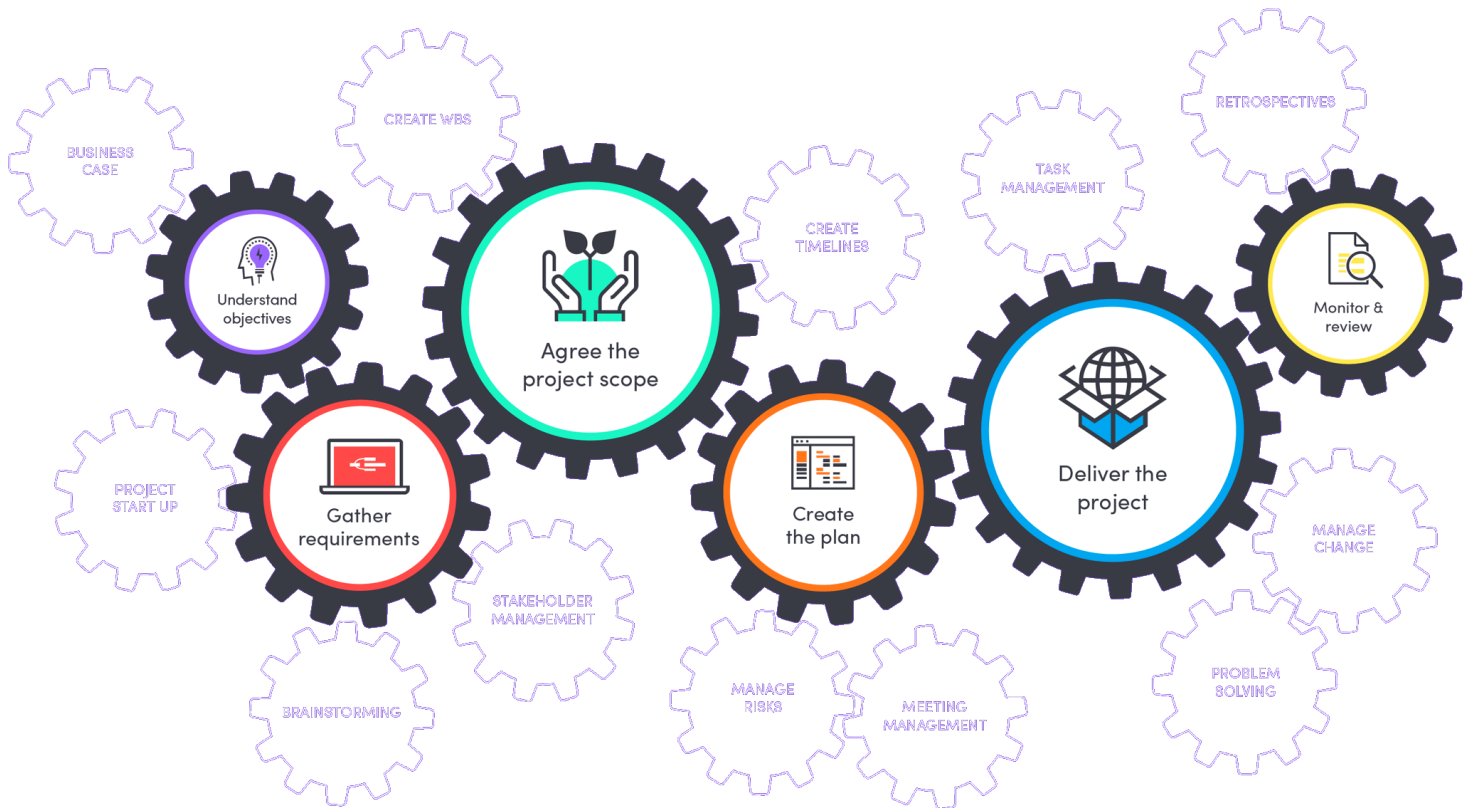 BUSINESS
CASE
CREATE WBS
RETROSPECTIVES
TASK
MANAGEMENT
CREATE
TIMELINES
Understand
objectives
Agree the
project scope
Monitor &
review
PROJECT
START UP
Gather
requirements
Create
the plan
Deliver the
project
MANAGE
CHANGE
STAKEHOLDER
MANAGEMENT
BRAINSTORMING
MANAGE
RISKS
MEETING
MANAGEMENT
PROBLEM
SOLVING